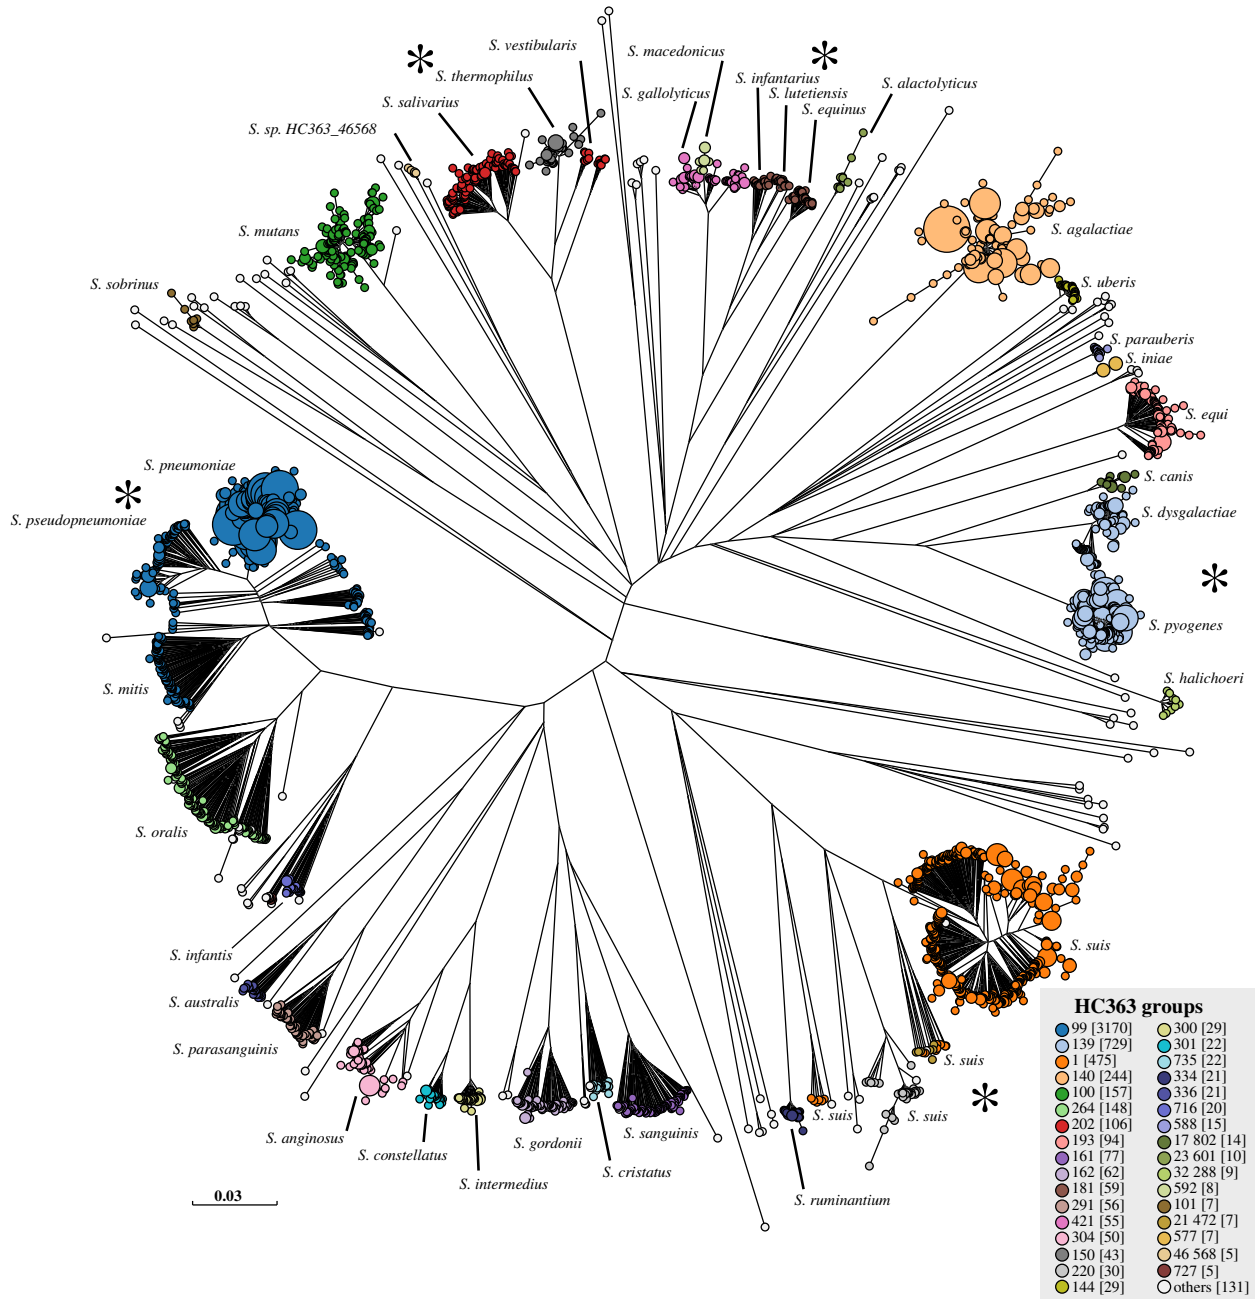 S. vestibularis
S. macedonicus
*
*
S. thermophilus
S. infantarius
S. alactolyticus
S. gallolyticus
S. lutetiensis
S. salivarius
S. equinus
S. sp. HC363_46568
S. mutans
S. agalactiae
S. sobrinus
S. uberis
S. parauberis
S. iniae
S. equi
S. pneumoniae
S. canis
*
S. pseudopneumoniae
S. dysgalactiae
*
S. pyogenes
S. mitis
S. halichoeri
S. oralis
S. infantis
S. suis
S. australis
S. parasanguinis
S. suis
*
S. suis
S. suis
S. anginosus
S. gordonii
S. sanguinis
S. constellatus
S. cristatus
S. intermedius
S. ruminantium
0.03
HC363 groups
99 [3170]
139 [729]
1 [475]
140 [244]
100 [157]
264 [148]
202 [106]
193 [94]
161 [77]
162 [62]
181 [59]
291 [56]
421 [55]
304 [50]
150 [43]
220 [30]
144 [29]
300 [29]
301 [22]
735 [22]
334 [21]
336 [21]
716 [20]
588 [15]
17 802 [14]
23 601 [10]
32 288 [9]
592 [8]
101 [7]
21 472 [7]
577 [7]
46 568 [5]
727 [5]
others [131]